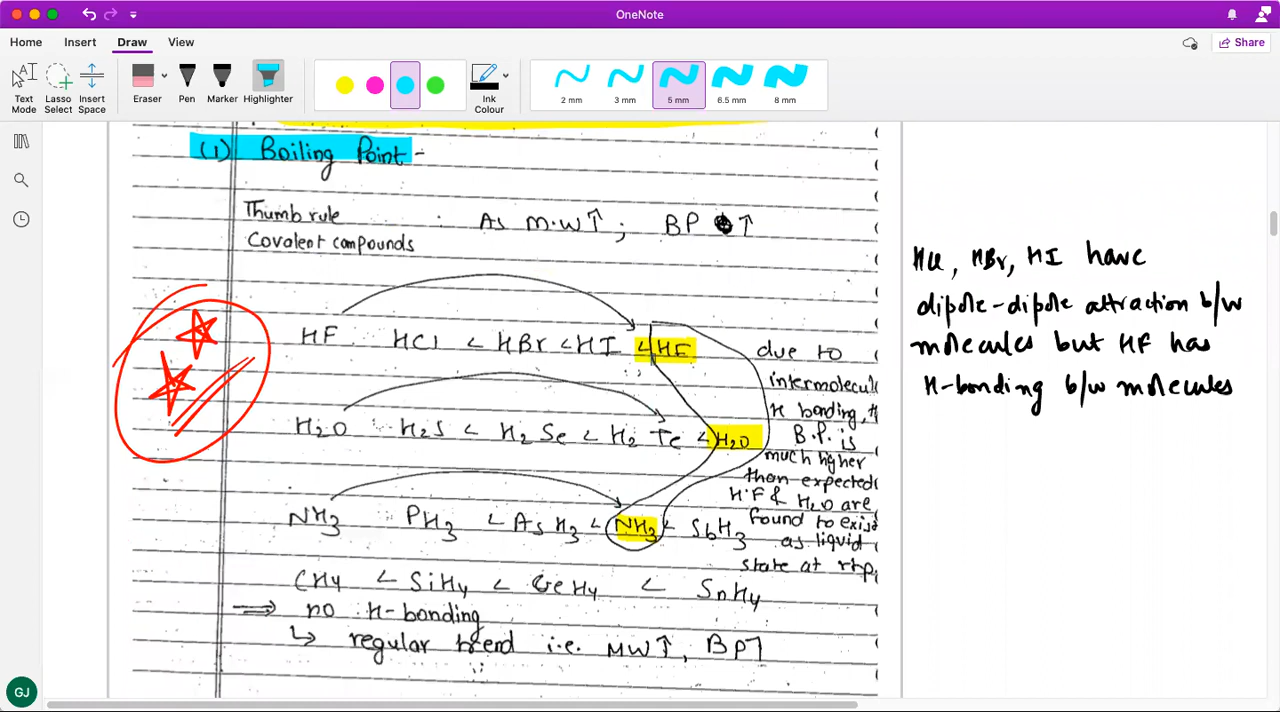 OneNote
Home Insert Draw View
Share
Text Mode
Lasso Select
Insert Space
Eraser
Pen
Marker
Highlighter
Ink Colour
2 mm
3 mm
5 mm
6.5 mm
8 mm
(1) Boiling Point -
Thumb rule : As M.W↑ ; BP ↑
Covalent compounds
HF HCl < HBr < HI < HF
due to
intermolecul
H bonding, th
B.P. is
much higher
than expected
HF & H2O are
found to exis
as liquid
state at rtp,
H2O H2S < H2Se < H2Te < H2O
NH3 PH3 < AsH3 < NH3 < SbH3
CH4 < SiH4 < GeH4 < SnH4
⇒ no H-bonding
↳ regular trend i.e. MW↑, BP↑
HCl, HBr, HI have
dipole-dipole attraction b/w
molecules but HF has
H-bonding b/w molecules
GJ